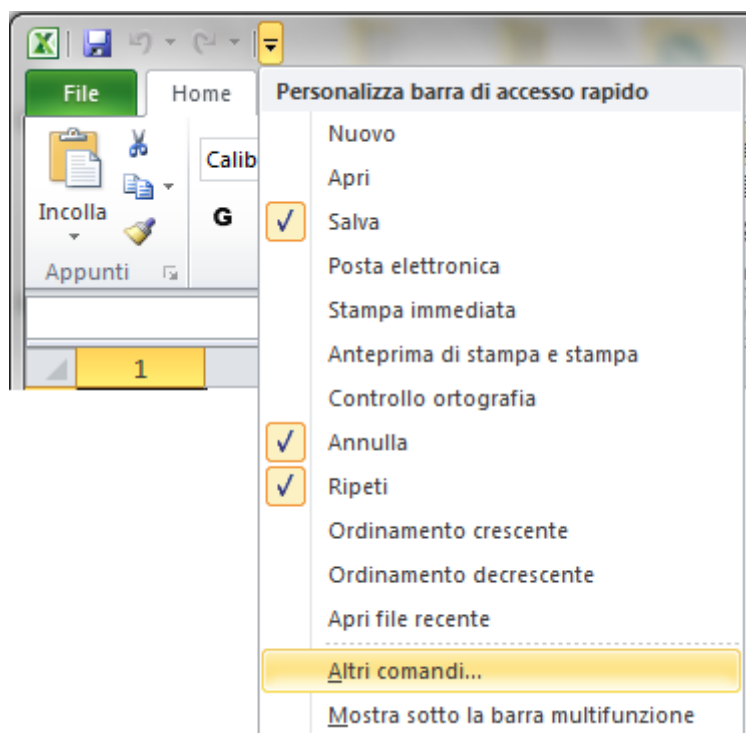 File
Home
Personalizza barra di accesso rapido
Incolla
Calib
G
Appunti
1
Nuovo
Apri
Salva
Posta elettronica
Stampa immediata
Anteprima di stampa e stampa
Controllo ortografia
Annulla
Ripeti
Ordinamento crescente
Ordinamento decrescente
Apri file recente
Altri comandi...
Mostra sotto la barra multifunzione